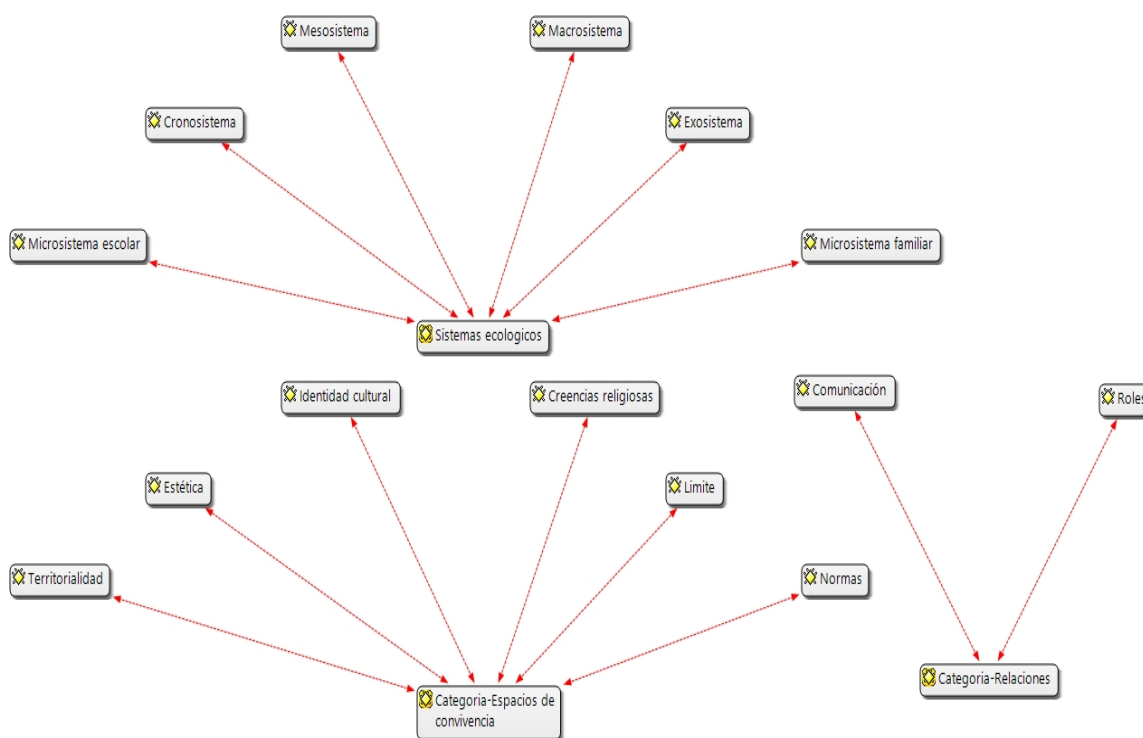 Mesosistema
Macrosistema
Cronosistema
Exosistema
Microsistema escolar
Microsistema familiar
Sistemas ecologicos
Identidad cultural
Creencias religiosas
Comunicación
Roles
Estética
Limite
Territorialidad
Normas
Categoria-Espacios de
convivencia
Categoria-Relaciones